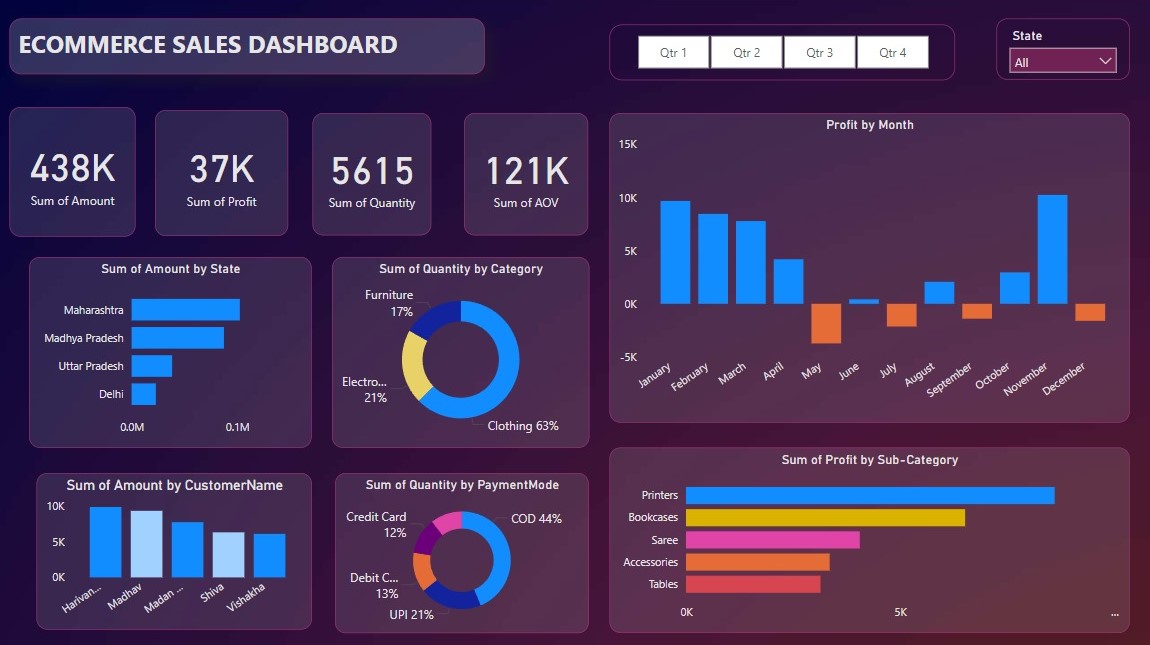 ECOMMERCE SALES DASHBOARD
Qtr 1
Qtr 2
Qtr 3
Qtr 4
State
All
438K
Sum of Amount
37K
Sum of Profit
5615
Sum of Quantity
121K
Sum of AOV
Profit by Month
15K
10K
5K
0K
-5K
January
February
March
April
May
June
July
August
September
October
November
December
Sum of Amount by State
Maharashtra
Madhya Pradesh
Uttar Pradesh
Delhi
0.0M
0.1M
Sum of Quantity by Category
Furniture
17%
Electro...
21%
Clothing 63%
Sum of Amount by CustomerName
10K
5K
0K
Harivan...
Madhav
Madan ...
Shiva
Vishakha
Sum of Quantity by PaymentMode
Credit Card
12%
COD 44%
Debit C...
13%
UPI 21%
Sum of Profit by Sub-Category
Printers
Bookcases
Saree
Accessories
Tables
0K
5K
...